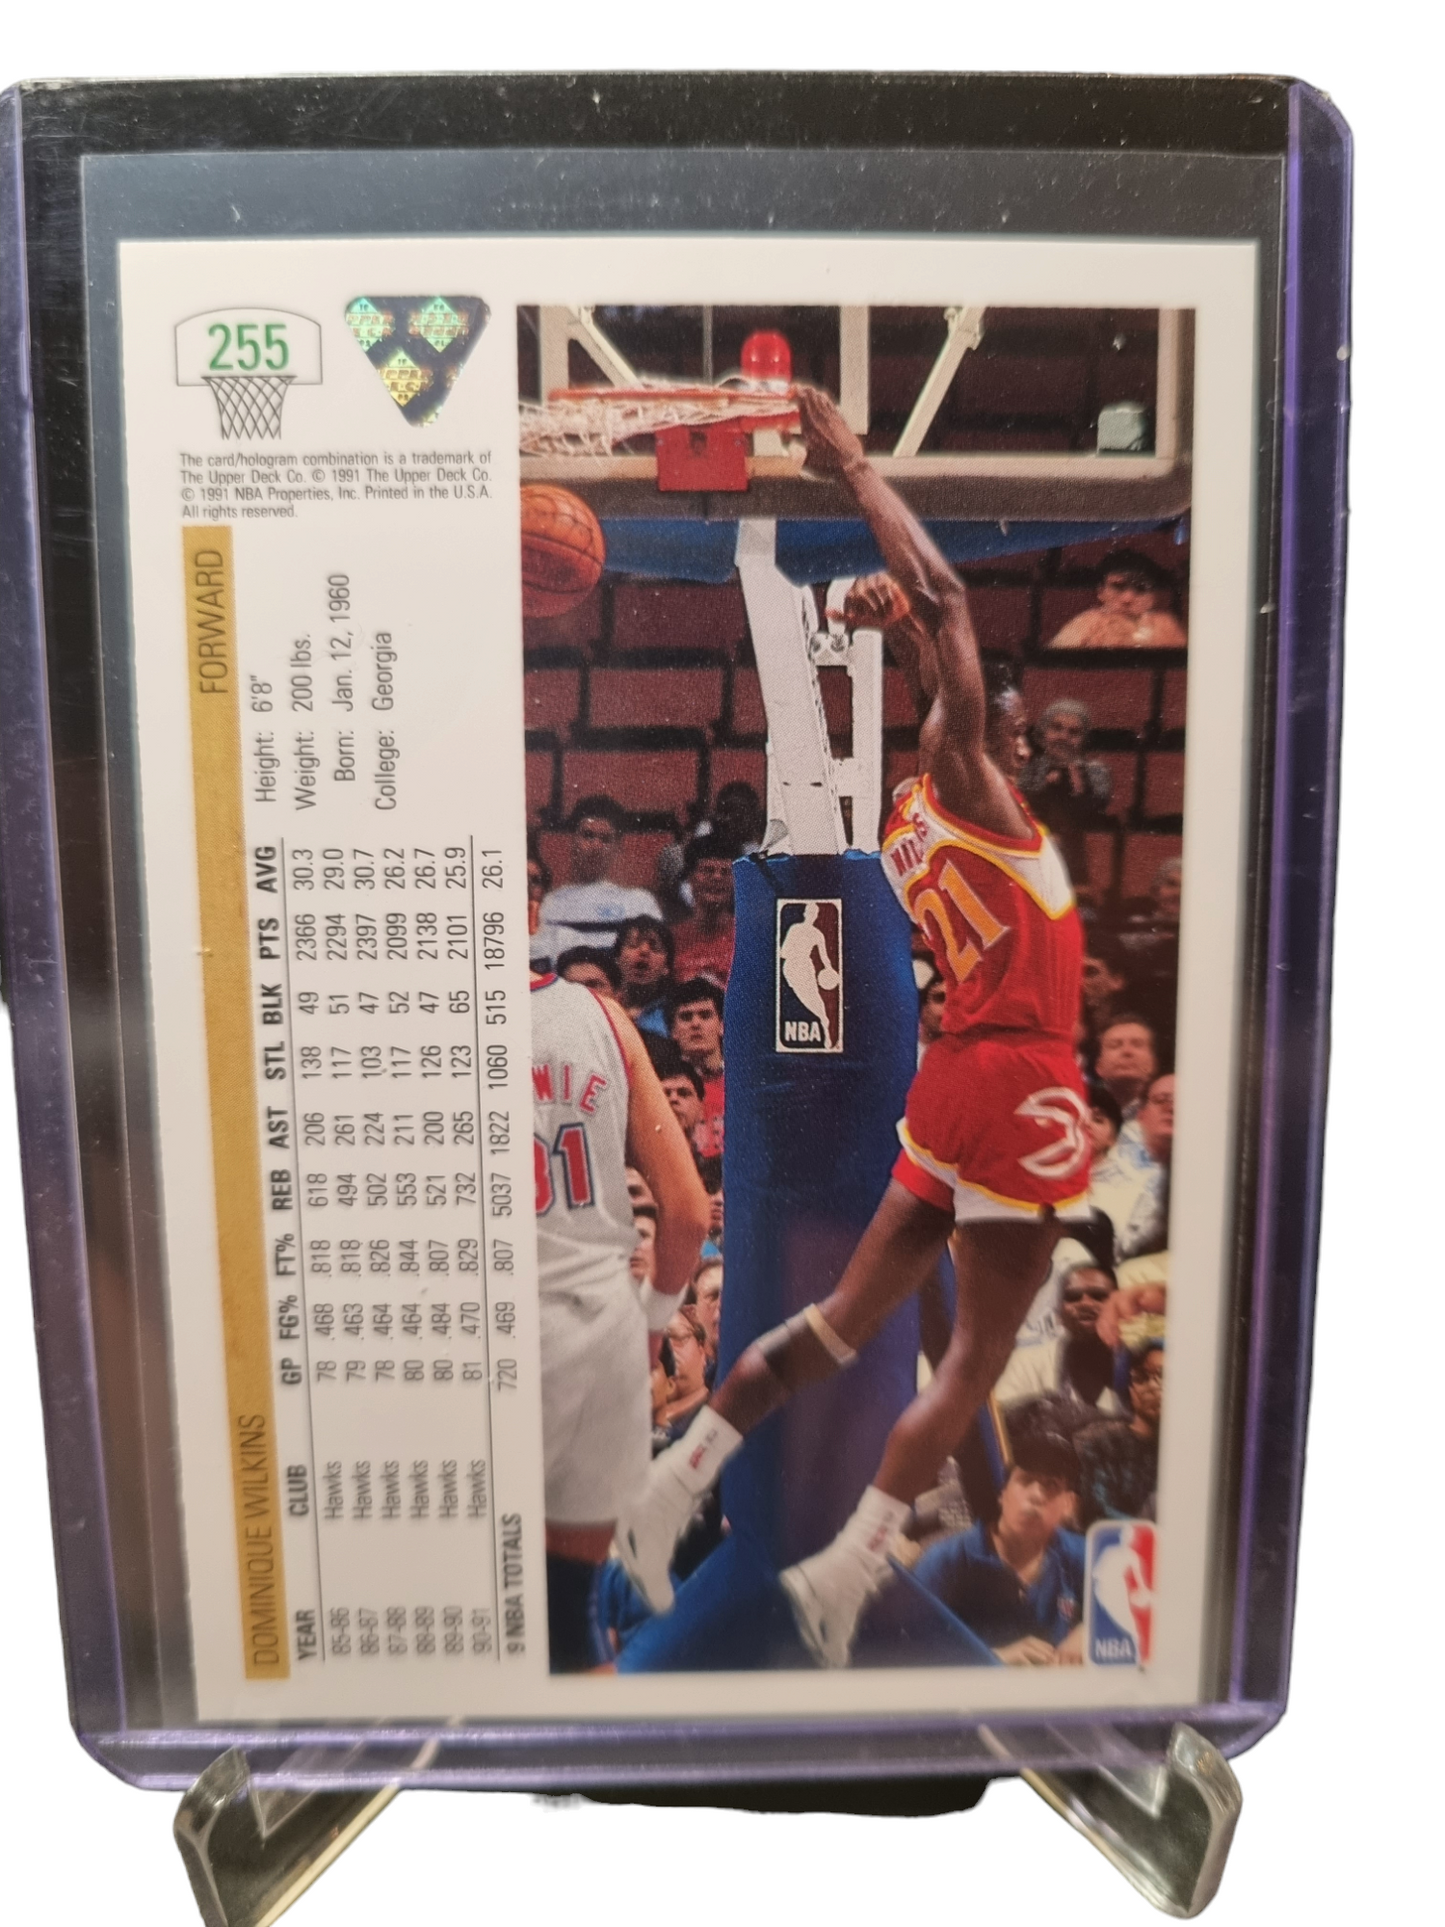 255
The card/hologram combination is a trademark of
The Upper Deck Co. © 1991 The Upper Deck Co.
© 1991 NBA Properties, Inc. Printed in the U.S.A.
All rights reserved.
DOMINIQUE WILKINS FORWARD
Height: 6'8"
Weight: 200 lbs.
Born: Jan. 12, 1960
College: Georgia
YEAR CLUB GP FG% FT% REB AST STL BLK PTS AVG
85-86 Hawks 78 .468 .818 618 206 138 49 2366 30.3
86-87 Hawks 79 .463 .818 494 261 117 51 2294 29.0
87-88 Hawks 78 .464 .826 502 224 103 47 2397 30.7
88-89 Hawks 80 .464 .844 553 211 117 52 2099 26.2
89-90 Hawks 80 .484 .807 521 200 126 47 2138 26.7
90-91 Hawks 81 .470 .829 732 265 123 65 2101 25.9
9 NBA TOTALS 720 .469 .807 5037 1822 1060 515 18796 26.1
WIL
21
NBA
WIE
31
NBA